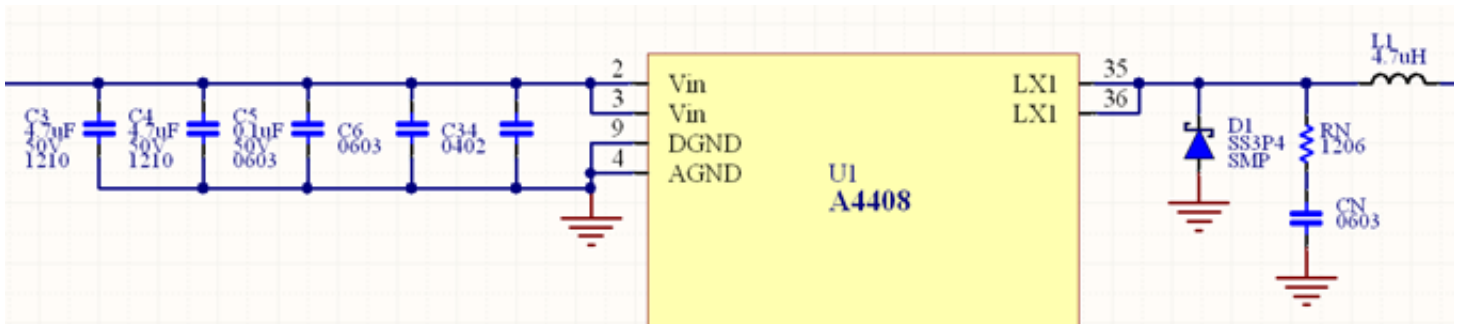 C3
4.7uF
50V
1210
C4
4.7uF
50V
1210
C5
0.1uF
50V
0603
C6
0603
C34
0402
2
Vin
3
Vin
9
DGND
4
AGND
U1
A4408
LX1
35
LX1
36
D1
SS3P4
SMP
RN
1206
CN
0603
L1
4.7uH